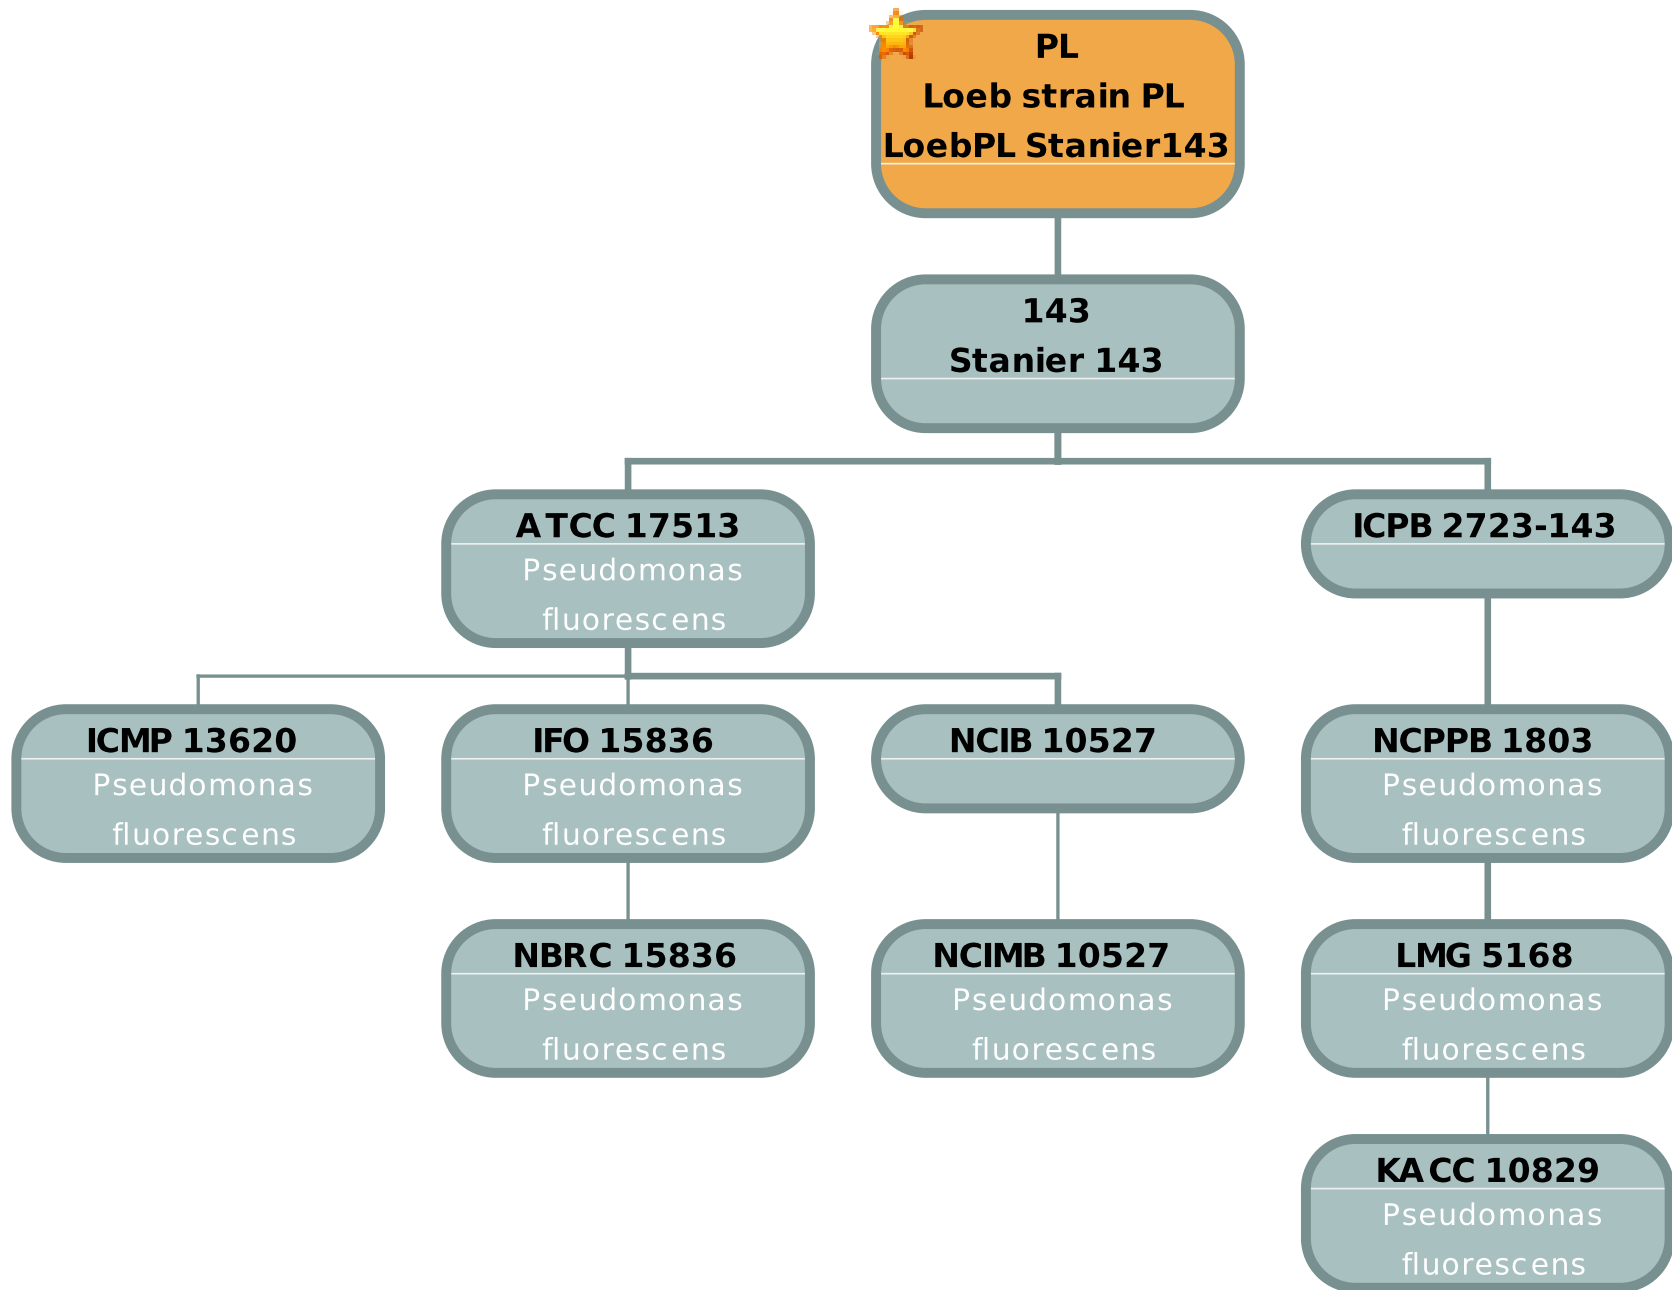 PL
Loeb strain PL
LoebPL Stanier143
143
Stanier 143
ATCC 17513
Pseudomonas
fluorescens
ICPB 2723-143
ICMP 13620
Pseudomonas
fluorescens
IFO 15836
Pseudomonas
fluorescens
NCIB 10527
NCPPB 1803
Pseudomonas
fluorescens
NBRC 15836
Pseudomonas
fluorescens
NCIMB 10527
Pseudomonas
fluorescens
LMG 5168
Pseudomonas
fluorescens
KACC 10829
Pseudomonas
fluorescens